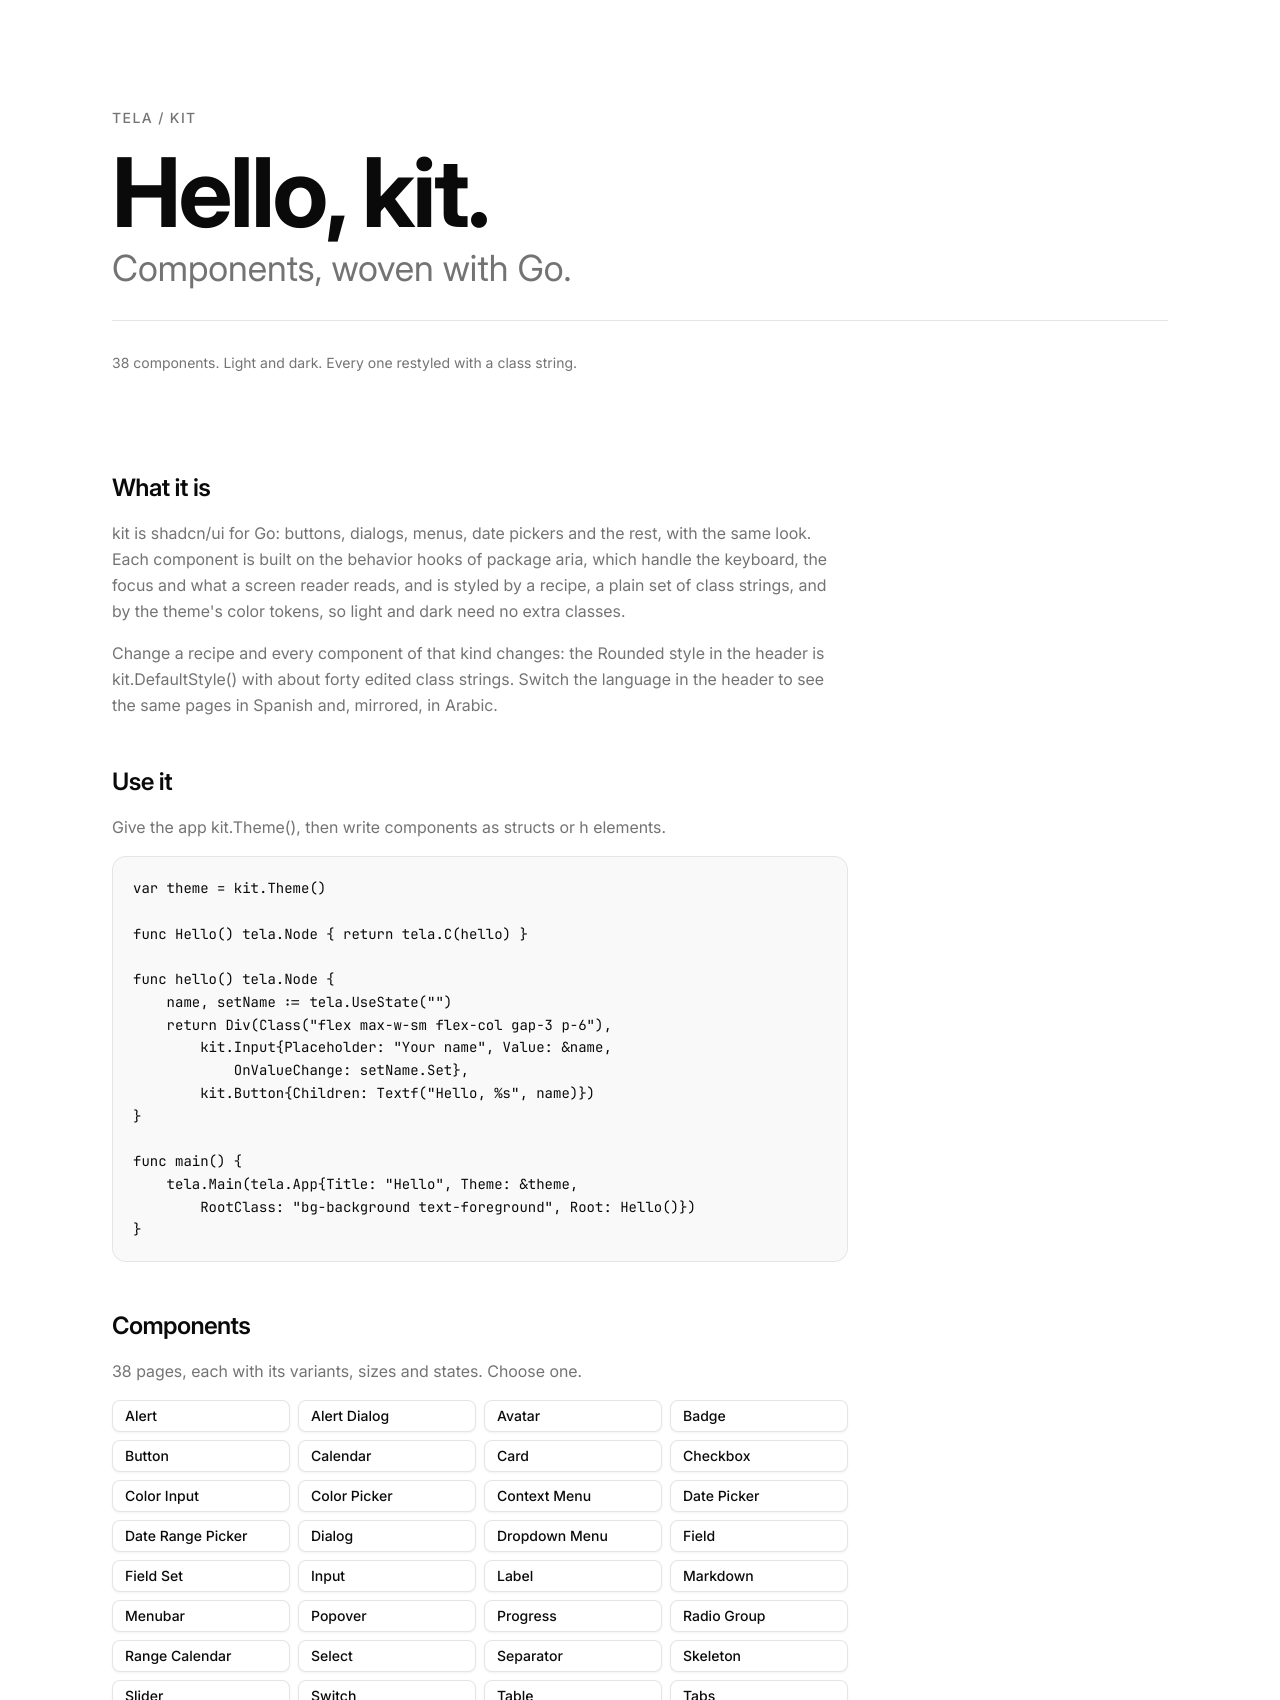 TELA / KIT
Hello, kit.
Components, woven with Go.
38 components. Light and dark. Every one restyled with a class string.
What it is
kit is shadcn/ui for Go: buttons, dialogs, menus, date pickers and the rest, with the same look.
Each component is built on the behavior hooks of package aria, which handle the keyboard, the
focus and what a screen reader reads, and is styled by a recipe, a plain set of class strings, and
by the theme's color tokens, so light and dark need no extra classes.
Change a recipe and every component of that kind changes: the Rounded style in the header is
kit.DefaultStyle() with about forty edited class strings. Switch the language in the header to see
the same pages in Spanish and, mirrored, in Arabic.
Use it
Give the app kit.Theme(), then write components as structs or h elements.
var theme = kit.Theme()
func Hello() tela.Node { return tela.C(hello) }
func hello() tela.Node {
    name, setName := tela.UseState("")
    return Div(Class("flex max-w-sm flex-col gap-3 p-6"),
        kit.Input{Placeholder: "Your name", Value: &name,
            OnValueChange: setName.Set},
        kit.Button{Children: Textf("Hello, %s", name)})
}
func main() {
    tela.Main(tela.App{Title: "Hello", Theme: &theme,
        RootClass: "bg-background text-foreground", Root: Hello()})
}
Components
38 pages, each with its variants, sizes and states. Choose one.
Alert
Alert Dialog
Avatar
Badge
Button
Calendar
Card
Checkbox
Color Input
Color Picker
Context Menu
Date Picker
Date Range Picker
Dialog
Dropdown Menu
Field
Field Set
Input
Label
Markdown
Menubar
Popover
Progress
Radio Group
Range Calendar
Select
Separator
Skeleton
Slider
Switch
Table
Tabs